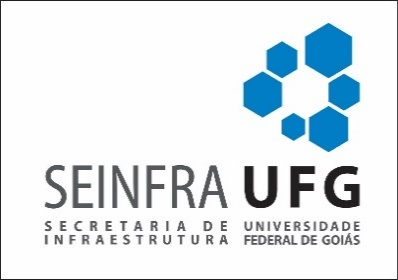 SEINFRA UFG
SECRETARIA DE INFRAESTRUTURA
UNIVERSIDADE FEDERAL DE GOIÁS